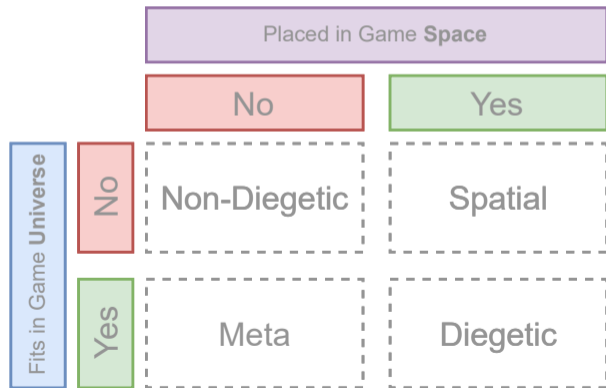 Placed in Game Space
No
Yes
Fits in Game Universe
No
Non-Diegetic
Spatial
Yes
Meta
Diegetic